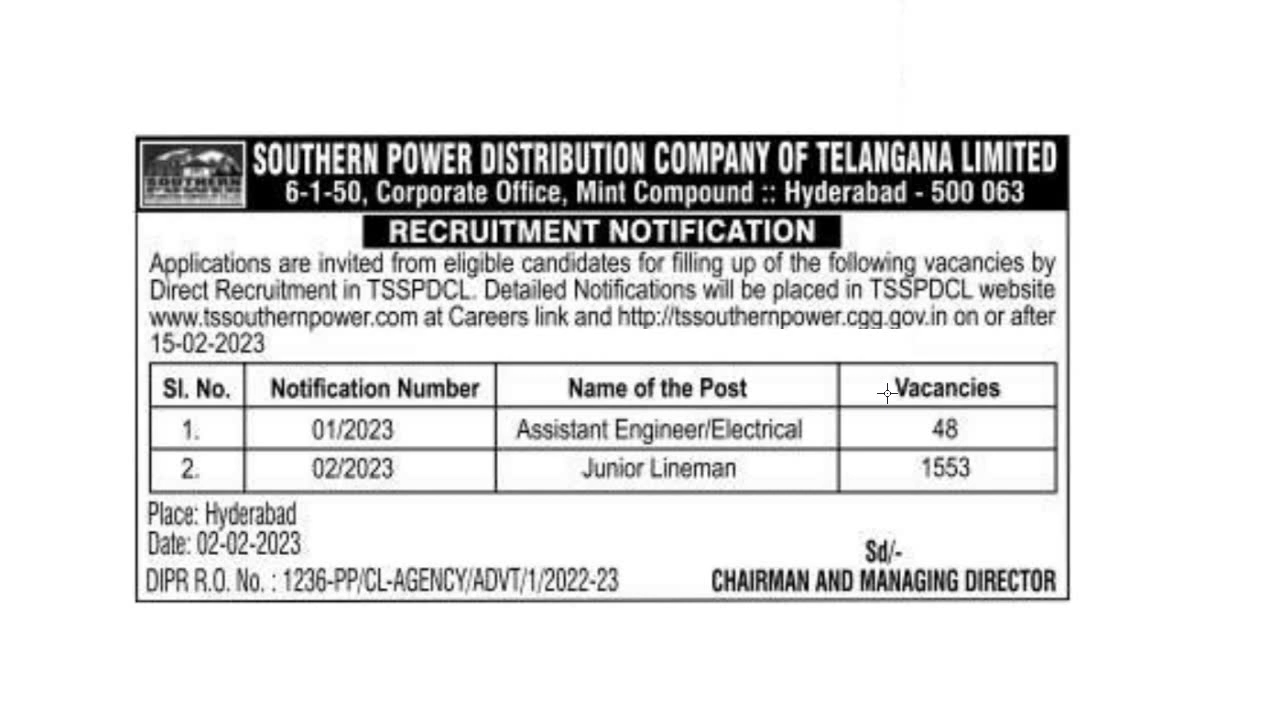 SOUTHERN POWER DISTRIBUTION COMPANY OF TELANGANA LIMITED
6-1-50, Corporate Office, Mint Compound :: Hyderabad - 500 063
SOUTHERN
RECRUITMENT NOTIFICATION
Applications are invited from eligible candidates for filling up of the following vacancies by
Direct Recruitment in TSSPDCL. Detailed Notifications will be placed in TSSPDCL website
www.tssouthernpower.com at Careers link and http://tssouthernpower.cgg.gov.in on or after
15-02-2023
Sl. No. Notification Number Name of the Post Vacancies
1. 01/2023 Assistant Engineer/Electrical 48
2. 02/2023 Junior Lineman 1553
Place: Hyderabad
Date: 02-02-2023
Sd/-
DIPR R.O. No. : 1236-PP/CL-AGENCY/ADVT/1/2022-23 CHAIRMAN AND MANAGING DIRECTOR